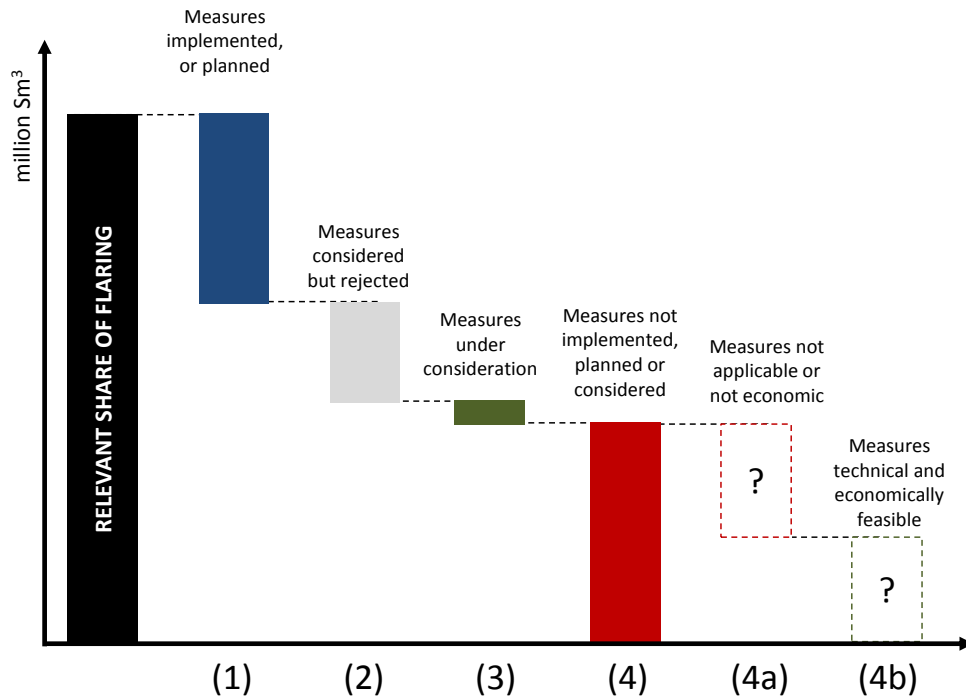 Measures
implemented,
or planned
million Sm³
RELEVANT SHARE OF FLARING
Measures
considered
but rejected
Measures
under
consideration
Measures not
implemented,
planned or
considered
Measures not
applicable or
not economic
Measures
technical and
economically
feasible
?
?
(1)
(2)
(3)
(4)
(4a)
(4b)